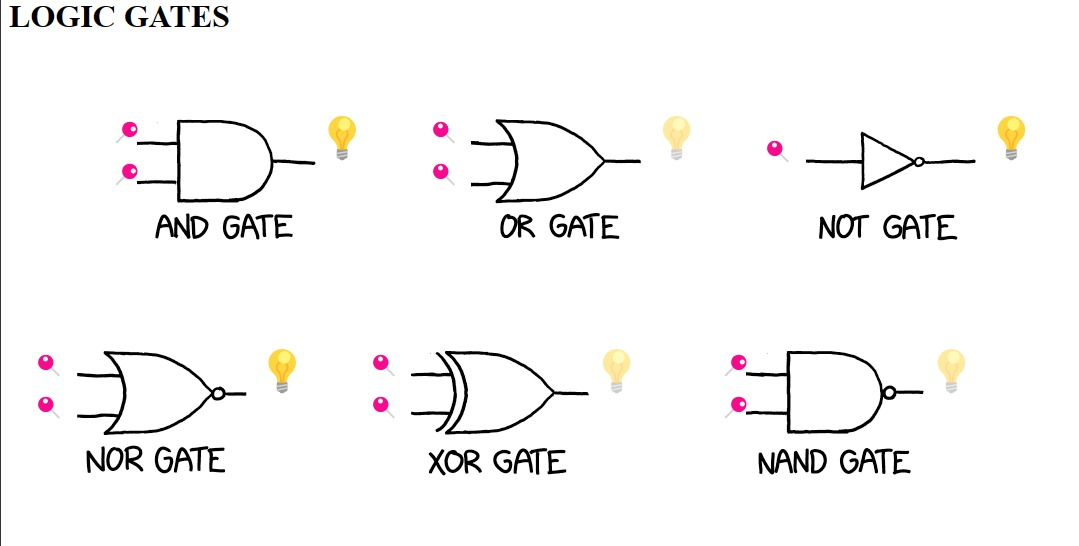 LOGIC GATES
AND GATE
OR GATE
NOT GATE
NOR GATE
XOR GATE
NAND GATE